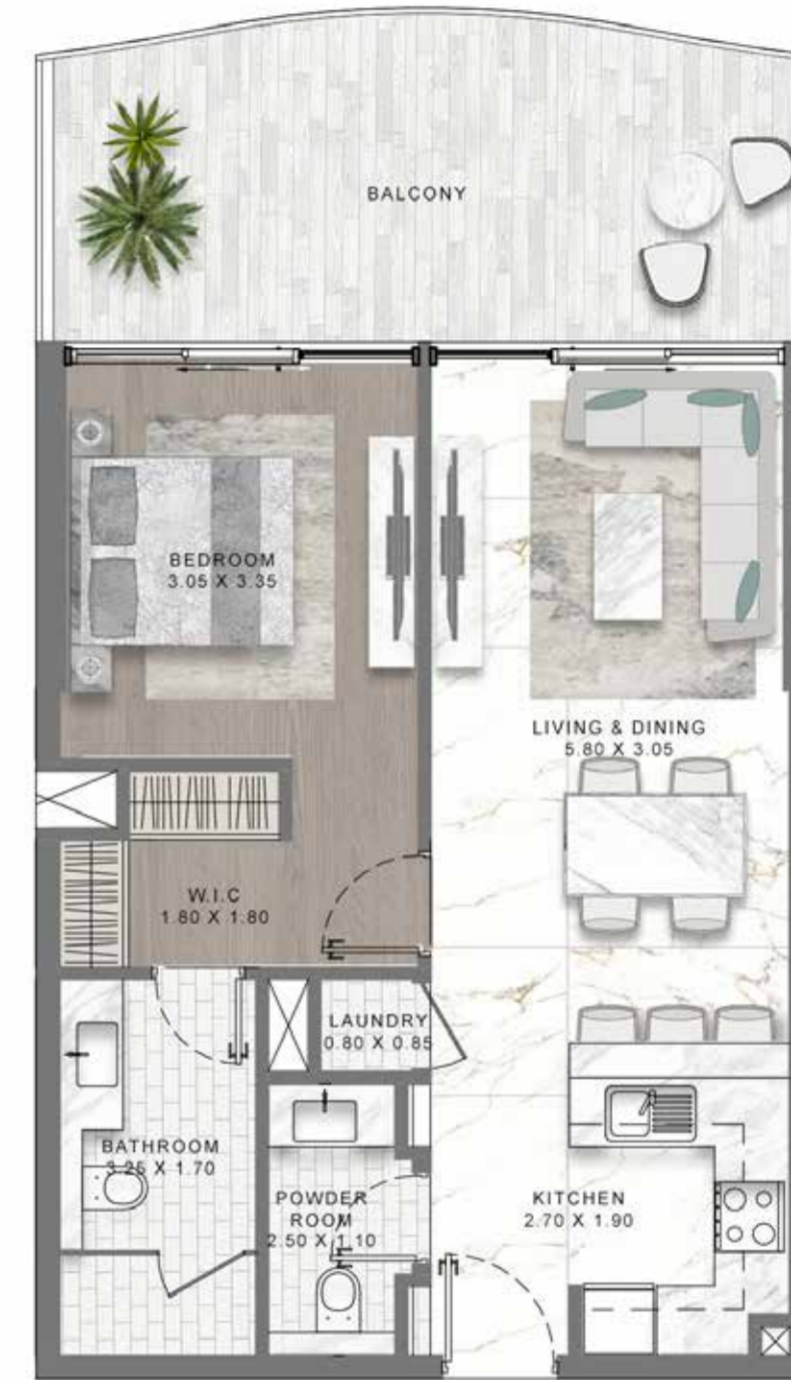 BALCONY
BEDROOM
3.05 X 3.35
LIVING & DINING
5.80 X 3.05
W.I.C
1.80 X 1.80
LAUNDRY
0.80 X 0.85
BATHROOM
3.25 X 1.70
POWDER
ROOM
2.50 X 1.10
KITCHEN
2.70 X 1.90